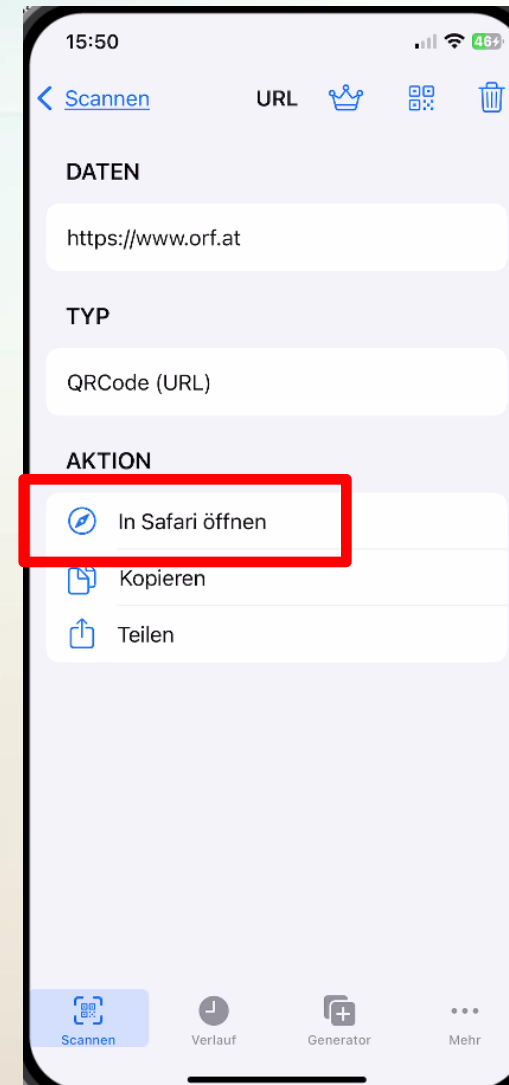 15:50 46
Scannen URL
DATEN
https://www.orf.at
TYP
QRCode (URL)
AKTION
In Safari öffnen
Kopieren
Teilen
Scannen Verlauf Generator Mehr